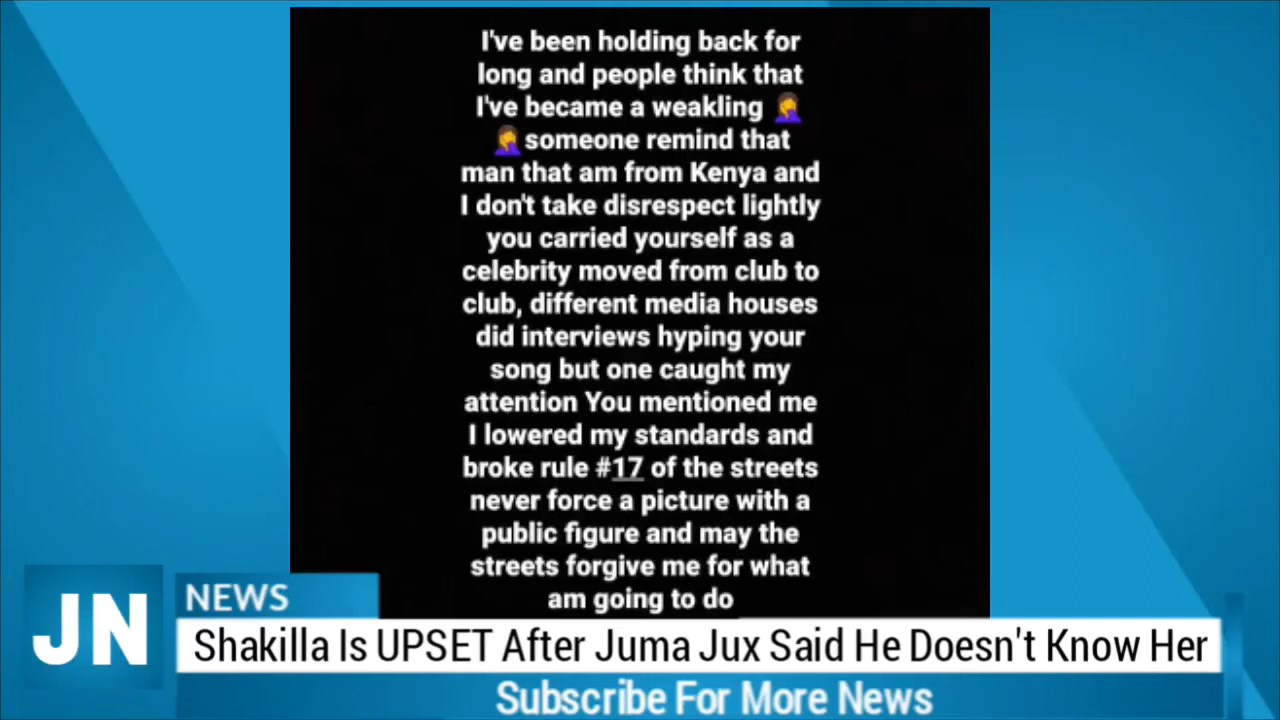 I've been holding back for
long and people think that
I've became a weakling 🤦‍♀️
🤦‍♀️ someone remind that
man that am from Kenya and
I don't take disrespect lightly
you carried yourself as a
celebrity moved from club to
club, different media houses
did interviews hyping your
song but one caught my
attention You mentioned me
I lowered my standards and
broke rule #17 of the streets
never force a picture with a
public figure and may the
streets forgive me for what
am going to do
JN
NEWS
Shakilla Is UPSET After Juma Jux Said He Doesn't Know Her
Subscribe For More News